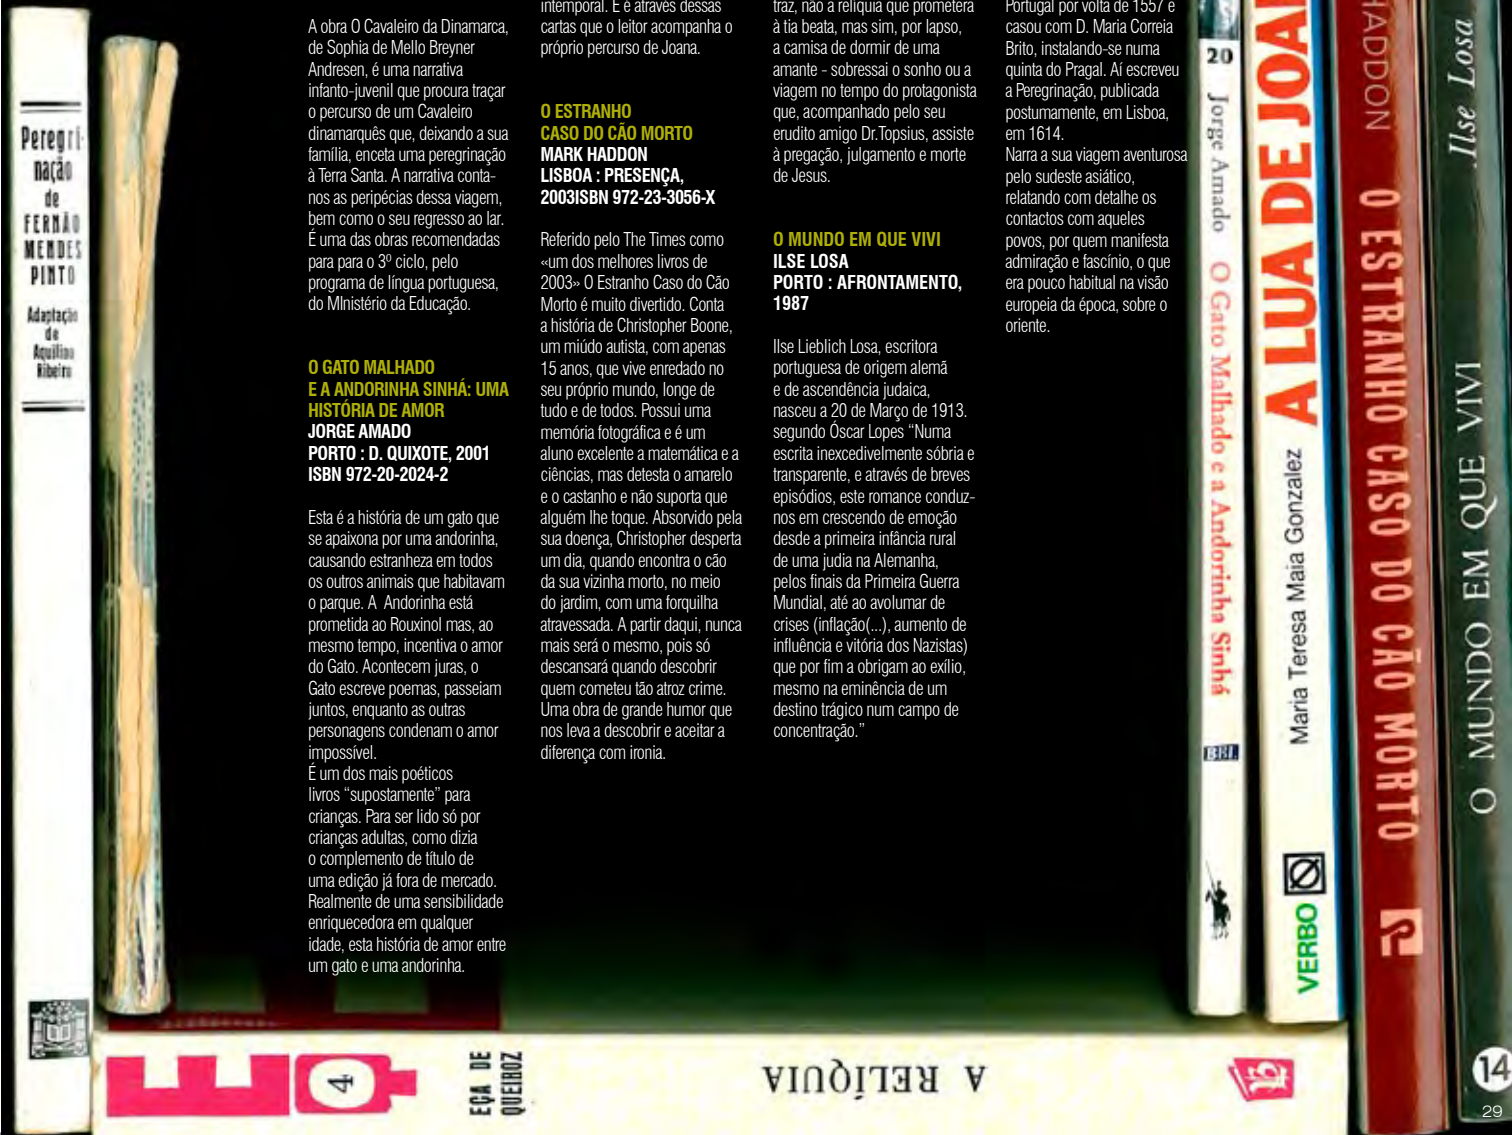 Peregri-
nação
de
FERNÃO
MENDES
PINTO
Adaptação
de
Aquilino
Ribeiro
A obra O Cavaleiro da Dinamarca,
de Sophia de Mello Breyner
Andresen, é uma narrativa
infanto-juvenil que procura traçar
o percurso de um Cavaleiro
dinamarquês que, deixando a sua
família, enceta uma peregrinação
à Terra Santa. A narrativa conta-
nos as peripécias dessa viagem,
bem como o seu regresso ao lar.
É uma das obras recomendadas
para para o 3º ciclo, pelo
programa de língua portuguesa,
do MInistério da Educação.
O GATO MALHADO
E A ANDORINHA SINHÁ: UMA
HISTÓRIA DE AMOR
JORGE AMADO
PORTO : D. QUIXOTE, 2001
ISBN 972-20-2024-2
Esta é a história de um gato que
se apaixona por uma andorinha,
causando estranheza em todos
os outros animais que habitavam
o parque. A Andorinha está
prometida ao Rouxinol mas, ao
mesmo tempo, incentiva o amor
do Gato. Acontecem juras, o
Gato escreve poemas, passeiam
juntos, enquanto as outras
personagens condenam o amor
impossível.
É um dos mais poéticos
livros “supostamente” para
crianças. Para ser lido só por
crianças adultas, como dizia
o complemento de título de
uma edição já fora de mercado.
Realmente de uma sensibilidade
enriquecedora em qualquer
idade, esta história de amor entre
um gato e uma andorinha.
intemporal. E é através dessas
cartas que o leitor acompanha o
próprio percurso de Joana.
O ESTRANHO
CASO DO CÃO MORTO
MARK HADDON
LISBOA : PRESENÇA,
2003ISBN 972-23-3056-X
Referido pelo The Times como
«um dos melhores livros de
2003» O Estranho Caso do Cão
Morto é muito divertido. Conta
a história de Christopher Boone,
um miúdo autista, com apenas
15 anos, que vive enredado no
seu próprio mundo, longe de
tudo e de todos. Possui uma
memória fotográfica e é um
aluno excelente a matemática e a
ciências, mas detesta o amarelo
e o castanho e não suporta que
alguém lhe toque. Absorvido pela
sua doença, Christopher desperta
um dia, quando encontra o cão
da sua vizinha morto, no meio
do jardim, com uma forquilha
atravessada. A partir daqui, nunca
mais será o mesmo, pois só
descansará quando descobrir
quem cometeu tão atroz crime.
Uma obra de grande humor que
nos leva a descobrir e aceitar a
diferença com ironia.
traz, não a relíquia que prometera
à tia beata, mas sim, por lapso,
a camisa de dormir de uma
amante - sobressai o sonho ou a
viagem no tempo do protagonista
que, acompanhado pelo seu
erudito amigo Dr.Topsius, assiste
à pregação, julgamento e morte
de Jesus.
O MUNDO EM QUE VIVI
ILSE LOSA
PORTO : AFRONTAMENTO,
1987
Ilse Lieblich Losa, escritora
portuguesa de origem alemã
e de ascendência judaica,
nasceu a 20 de Março de 1913.
segundo Óscar Lopes “Numa
escrita inexcedivelmente sóbria e
transparente, e através de breves
episódios, este romance conduz-
nos em crescendo de emoção
desde a primeira infância rural
de uma judia na Alemanha,
pelos finais da Primeira Guerra
Mundial, até ao avolumar de
crises (inflação(...), aumento de
influência e vitória dos Nazistas)
que por fim a obrigam ao exílio,
mesmo na eminência de um
destino trágico num campo de
concentração.”
Portugal por volta de 1557 e
casou com D. Maria Correia
Brito, instalando-se numa
quinta do Pragal. Aí escreveu
a Peregrinação, publicada
postumamente, em Lisboa,
em 1614.
Narra a sua viagem aventurosa
pelo sudeste asiático,
relatando com detalhe os
contactos com aqueles
povos, por quem manifesta
admiração e fascínio, o que
era pouco habitual na visão
europeia da época, sobre o
oriente.
20
Jorge Amado O Gato Malhado e a Andorinha Sinhá
BBL
A LUA DE JOAN
Maria Teresa Maia Gonzalez
VERBO
HADDON
O ESTRANHO CASO DO CÃO MORTO
Ilse Losa
O MUNDO EM QUE VIVI
14
29
4
EÇA DE
QUEIROZ
A RELÍQUIA